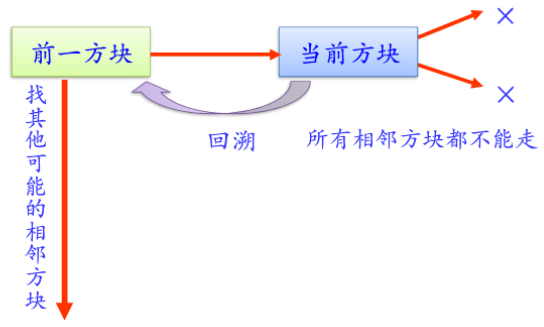 前一方块
当前方块
×
×
回溯
所有相邻方块都不能走
找其他可能的相邻方块